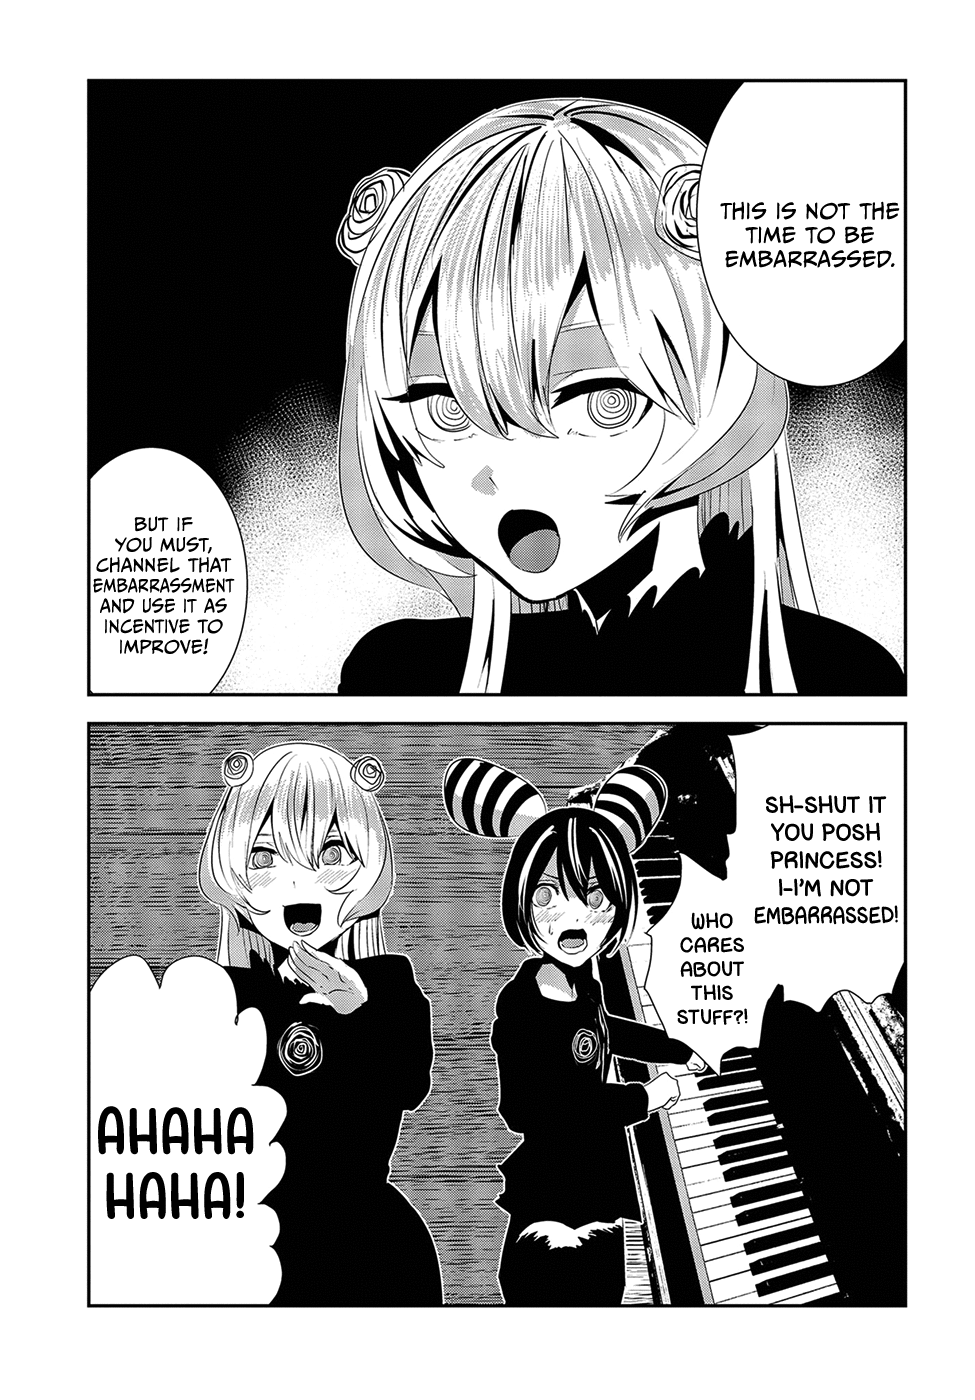 THIS IS NOT THE
TIME TO BE
EMBARRASSED.
BUT IF
YOU MUST,
CHANNEL THAT
EMBARRASSMENT
AND USE IT AS
INCENTIVE TO
IMPROVE!
SH-SHUT IT
YOU POSH
PRINCESS!
I-I'M NOT
EMBARRASSED!
WHO
CARES
ABOUT
THIS
STUFF?!
AHAHA
HAHA!